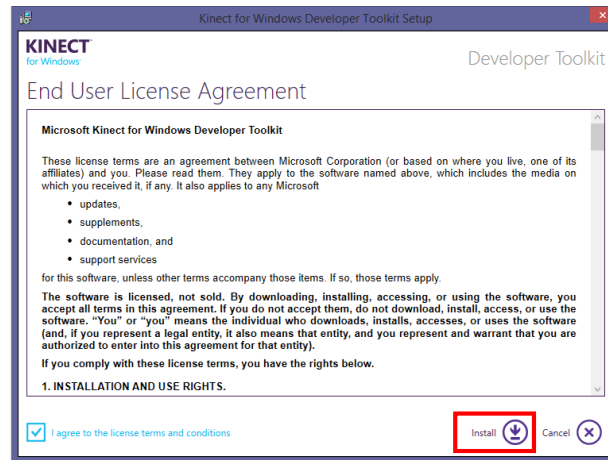 Kinect for Windows Developer Toolkit Setup
KINECT
for Windows
Developer Toolkit
End User License Agreement
Microsoft Kinect for Windows Developer Toolkit
These license terms are an agreement between Microsoft Corporation (or based on where you live, one of its
affiliates) and you. Please read them. They apply to the software named above, which includes the media on
which you received it, if any. It also applies to any Microsoft
• updates,
• supplements,
• documentation, and
• support services
for this software, unless other terms accompany those items. If so, those terms apply.
The software is licensed, not sold. By downloading, installing, accessing, or using the software, you
accept all terms in this agreement. If you do not accept them, do not download, install, access, or use the
software. “You” or “you” means the individual who downloads, installs, accesses, or uses the software
(and, if you represent a legal entity, it also means that entity, and you represent and warrant that you are
authorized to enter into this agreement for that entity).
If you comply with these license terms, you have the rights below.
1. INSTALLATION AND USE RIGHTS.
I agree to the license terms and conditions
Install
Cancel